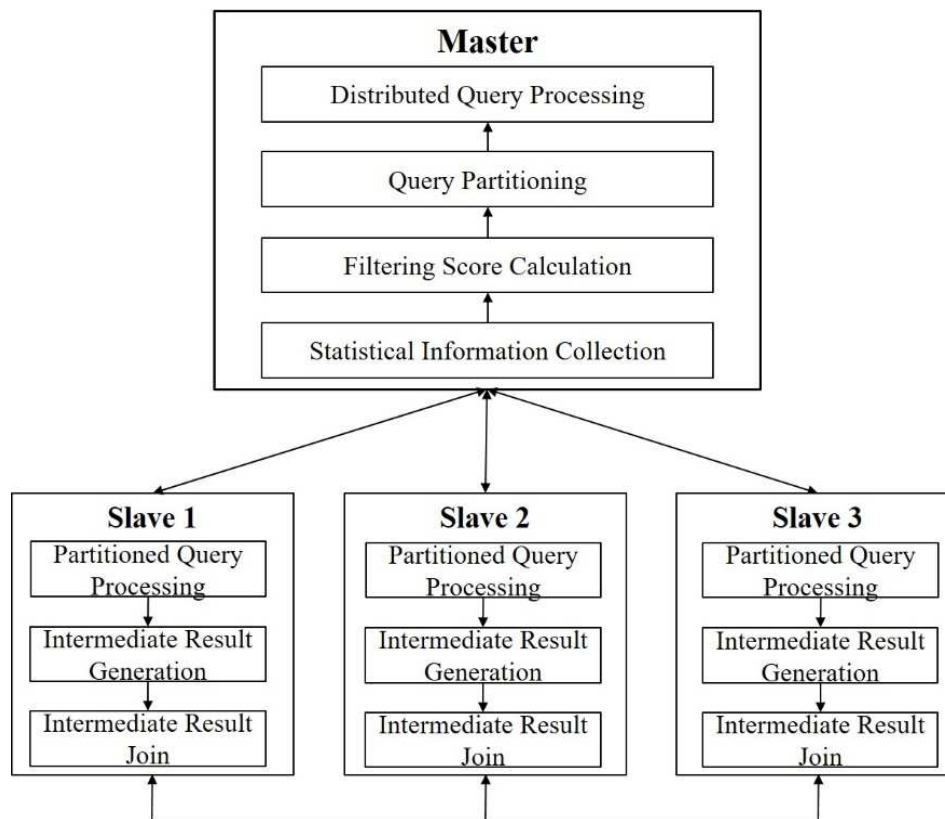 Master
Distributed Query Processing
Query Partitioning
Filtering Score Calculation
Statistical Information Collection
Slave 1
Partitioned Query
Processing
Intermediate Result
Generation
Intermediate Result
Join
Slave 2
Partitioned Query
Processing
Intermediate Result
Generation
Intermediate Result
Join
Slave 3
Partitioned Query
Processing
Intermediate Result
Generation
Intermediate Result
Join